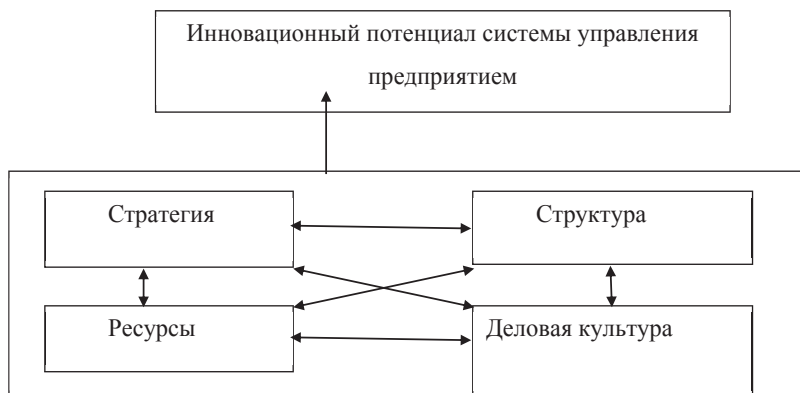 Инновационный потенциал системы управления
предприятием
Стратегия
Структура
Ресурсы
Деловая культура